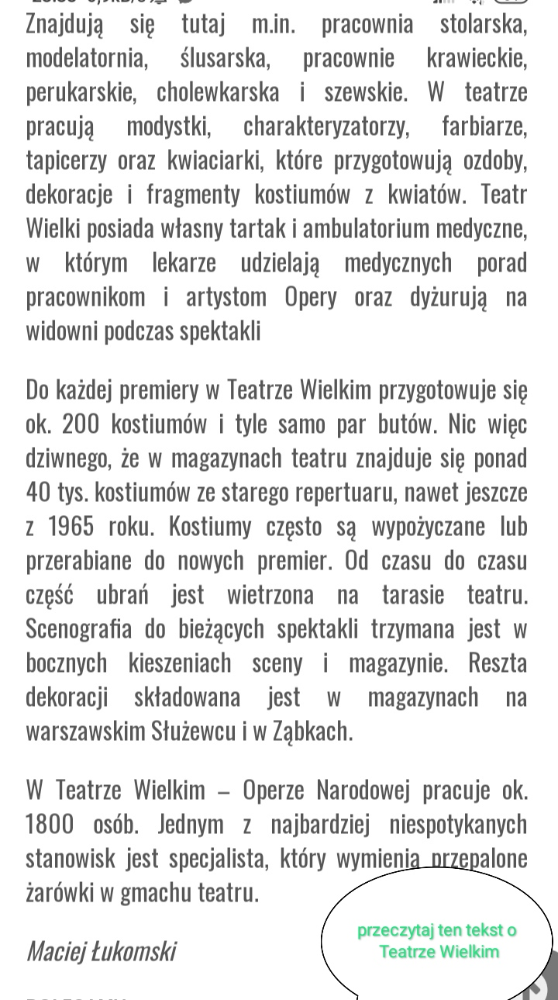 Znajdują się tutaj m.in. pracownia stolarska,
modelatornia, ślusarska, pracownie krawieckie,
perukarskie, cholewkarska i szewskie. W teatrze
pracują modystki, charakteryzatorzy, farbiarze,
tapicerzy oraz kwiaciarki, które przygotowują ozdoby,
dekoracje i fragmenty kostiumów z kwiatów. Teatr
Wielki posiada własny tartak i ambulatorium medyczne,
w którym lekarze udzielają medycznych porad
pracownikom i artystom Opery oraz dyżurują na
widowni podczas spektakli
Do każdej premiery w Teatrze Wielkim przygotowuje się
ok. 200 kostiumów i tyle samo par butów. Nic więc
dziwnego, że w magazynach teatru znajduje się ponad
40 tys. kostiumów ze starego repertuaru, nawet jeszcze
z 1965 roku. Kostiumy często są wypożyczane lub
przerabiane do nowych premier. Od czasu do czasu
część ubrań jest wietrzona na tarasie teatru.
Scenografia do bieżących spektakli trzymana jest w
bocznych kieszeniach sceny i magazynie. Reszta
dekoracji składowana jest w magazynach na
warszawskim Służewcu i w Ząbkach.
W Teatrze Wielkim – Operze Narodowej pracuje ok.
1800 osób. Jednym z najbardziej niespotykanych
stanowisk jest specjalista, który wymienia przepalone
żarówki w gmachu teatru.
Maciej Łukomski
przeczytaj ten tekst o
Teatrze Wielkim